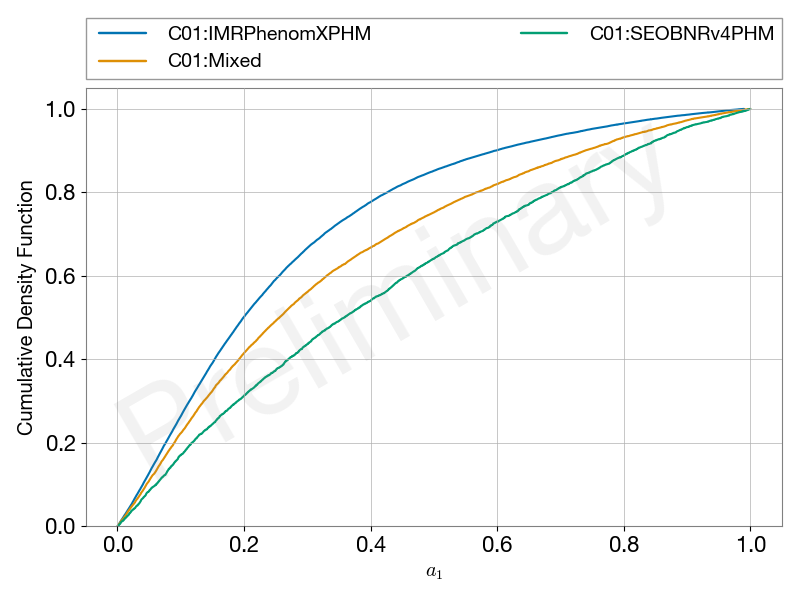 C01:IMRPhenomXPHM
C01:Mixed
C01:SEOBNRv4PHM
Cumulative Density Function
1.0
0.8
0.6
0.4
0.2
0.0
Preliminary
0.0 0.2 0.4 0.6 0.8 1.0
a₁